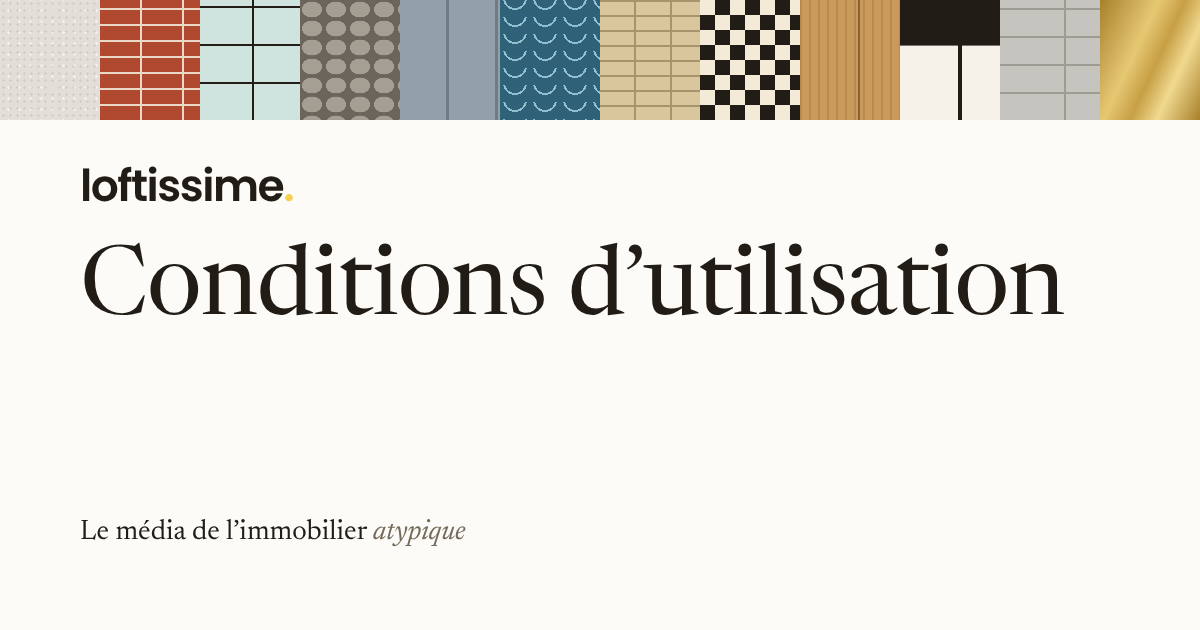 loftissime.
Conditions d’utilisation
Le média de l’immobilier atypique